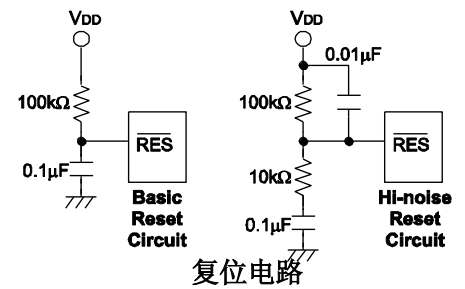 VDD
100kΩ
0.1µF
RES
Basic
Reset
Circuit
VDD
0.01µF
100kΩ
10kΩ
0.1µF
RES
Hi-noise
Reset
Circuit
复位电路